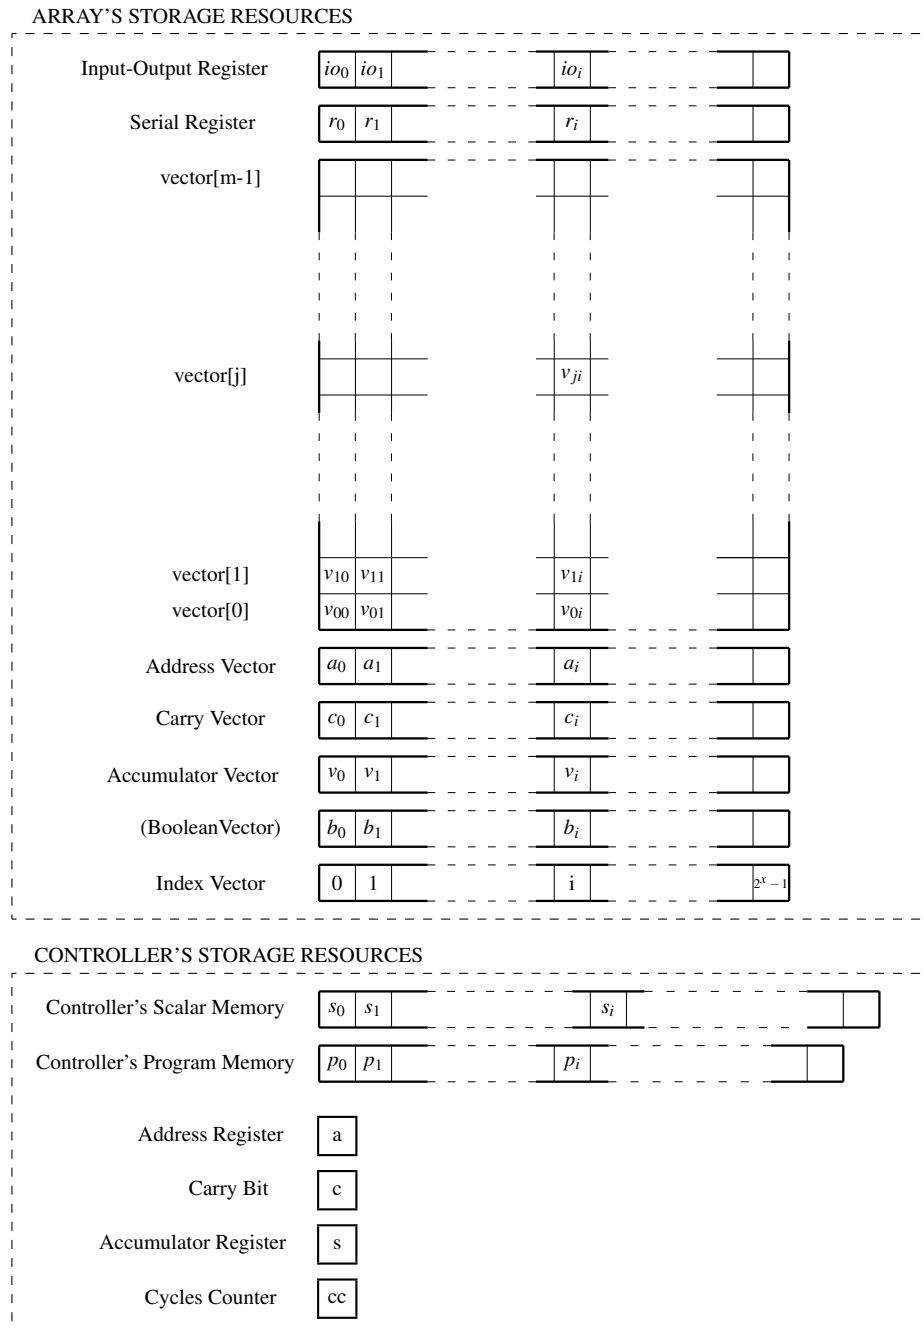 ARRAY'S STORAGE RESOURCES
Input-Output Register io0 io1 ioi
Serial Register r0 r1 ri
vector[m-1]
vector[j] vji
vector[1] v10 v11 v1i
vector[0] v00 v01 v0i
Address Vector a0 a1 ai
Carry Vector c0 c1 ci
Accumulator Vector v0 v1 vi
(BooleanVector) b0 b1 bi
Index Vector 0 1 i 2^x − 1
CONTROLLER'S STORAGE RESOURCES
Controller's Scalar Memory s0 s1 si
Controller's Program Memory p0 p1 pi
Address Register a
Carry Bit c
Accumulator Register s
Cycles Counter cc